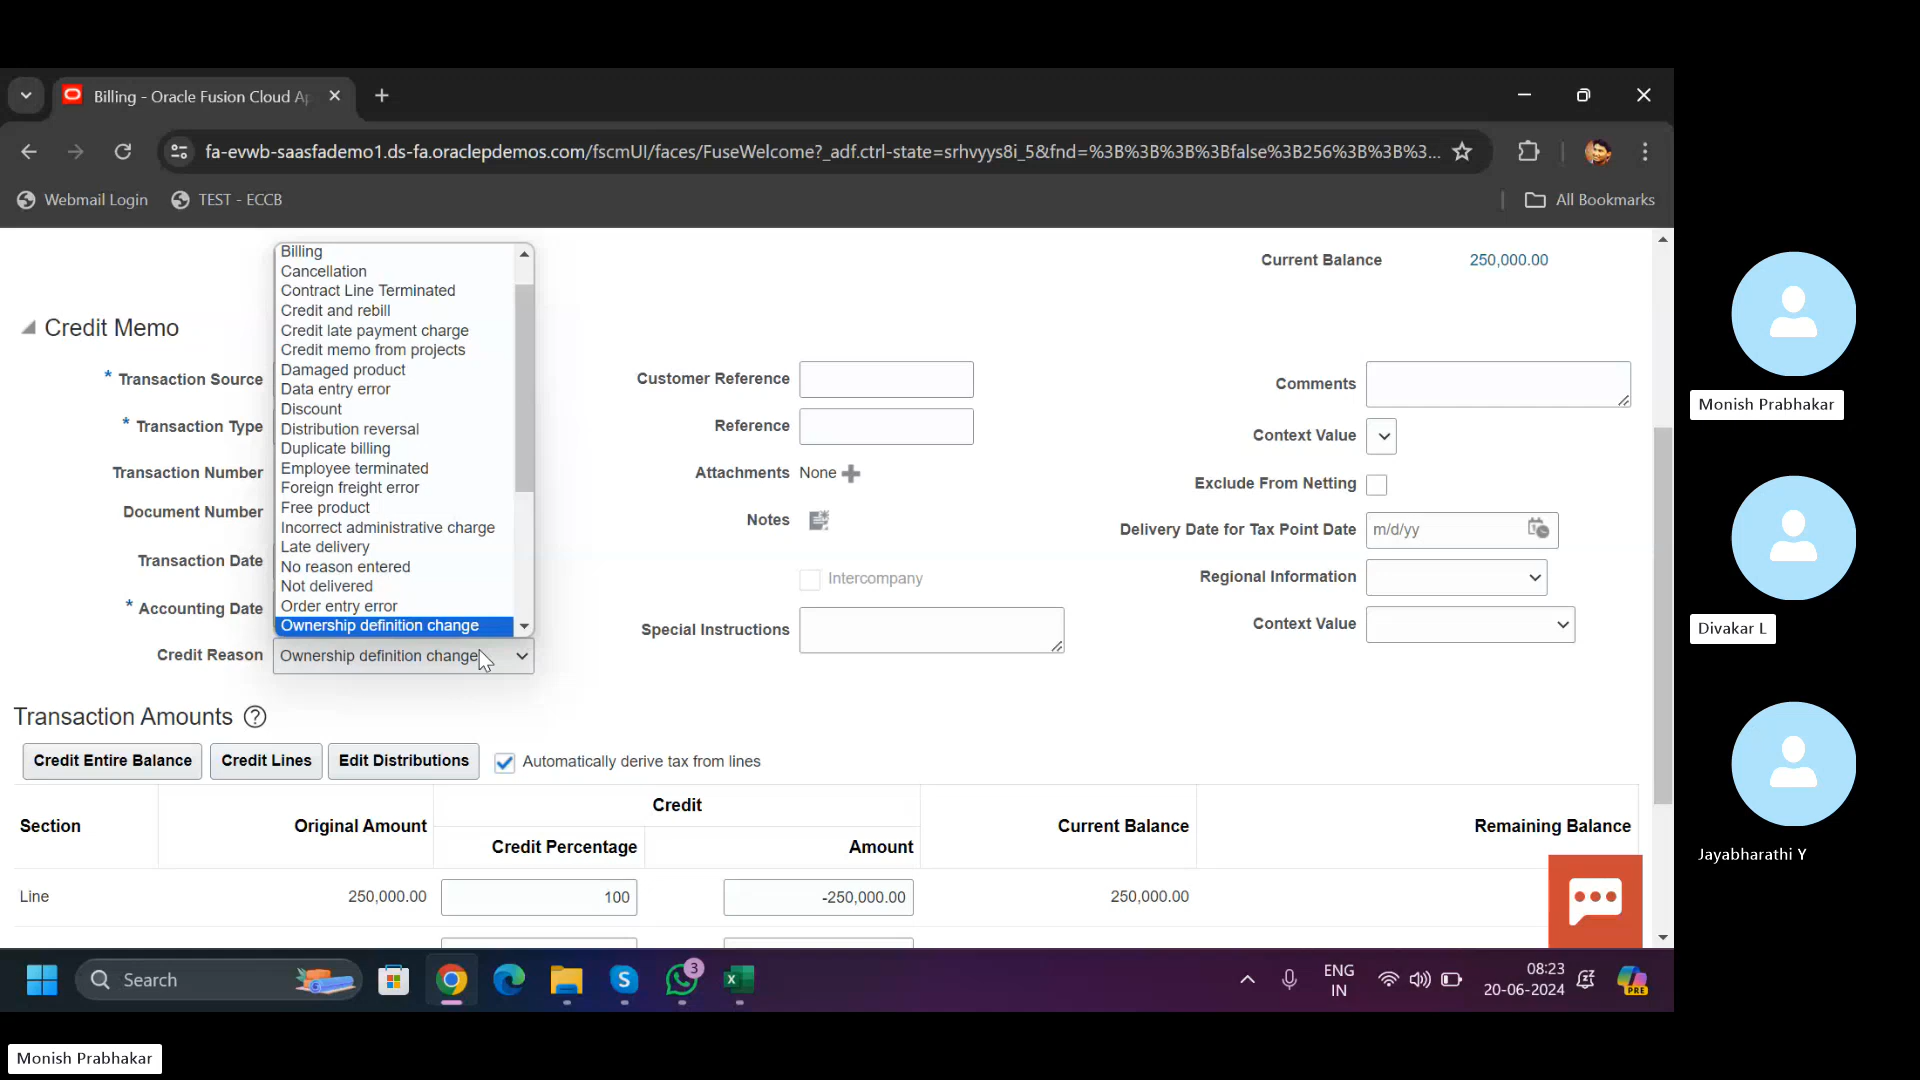 Billing - Oracle Fusion Cloud Ap
fa-evwb-saasfademo1.ds-fa.oraclepdemos.com/fscmUI/faces/FuseWelcome?_adf.ctrl-state=srhvyys8i_5&fnd=%3B%3B%3B%3Bfalse%3B256%3B%3B%3...
Webmail Login
TEST - ECCB
All Bookmarks
Current Balance 250,000.00
Credit Memo
* Transaction Source
* Transaction Type
Transaction Number
Document Number
Transaction Date
* Accounting Date
Credit Reason
Billing
Cancellation
Contract Line Terminated
Credit and rebill
Credit late payment charge
Credit memo from projects
Damaged product
Data entry error
Discount
Distribution reversal
Duplicate billing
Employee terminated
Foreign freight error
Free product
Incorrect administrative charge
Late delivery
No reason entered
Not delivered
Order entry error
Ownership definition change
Ownership definition change
Customer Reference
Reference
Attachments None
Notes
Intercompany
Special Instructions
Comments
Context Value
Exclude From Netting
Delivery Date for Tax Point Date m/d/yy
Regional Information
Context Value
Transaction Amounts ?
Credit Entire Balance
Credit Lines
Edit Distributions
Automatically derive tax from lines
Credit
Section Original Amount Credit Percentage Amount Current Balance Remaining Balance
Line 250,000.00 100 -250,000.00 250,000.00
Search
3
ENG
IN
08:23
20-06-2024
PRE
Monish Prabhakar
Divakar L
Jayabharathi Y
Monish Prabhakar